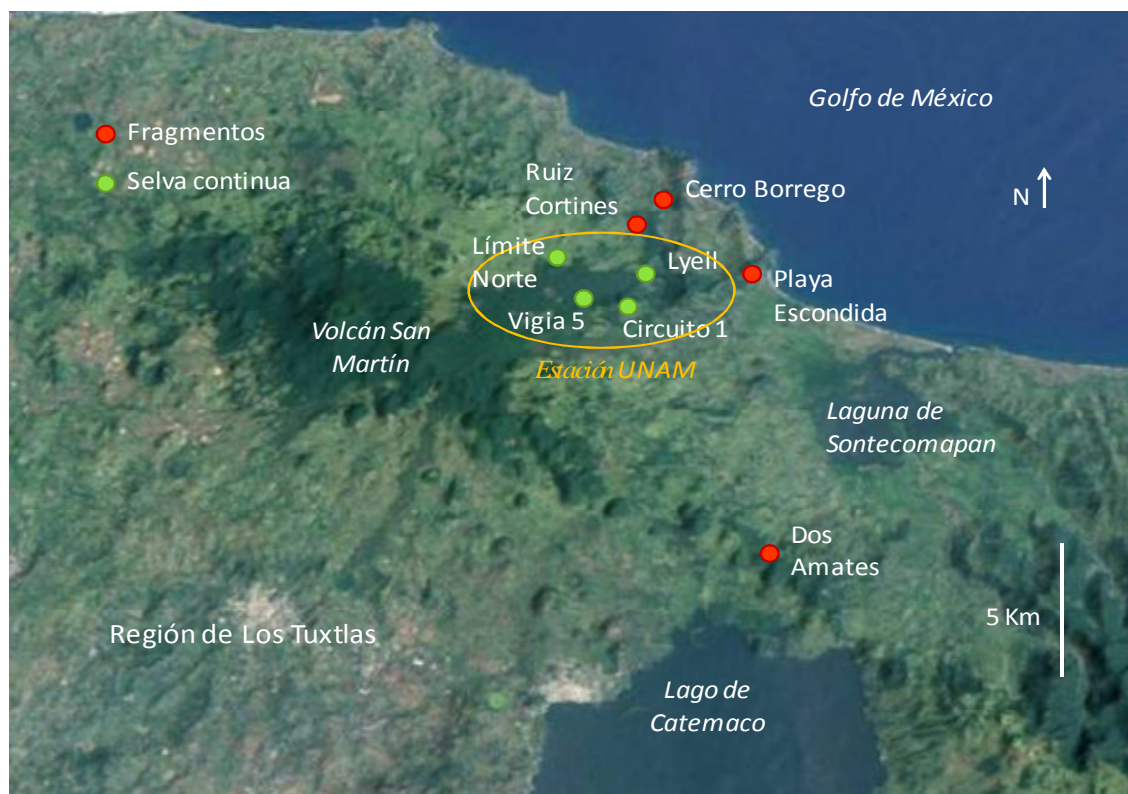 Golfo de México
Fragmentos
Selva continua
N
Ruiz
Cortines
Cerro Borrego
Límite
Norte
Lyell
Playa
Escondida
Vigia 5
Circuito 1
Volcán San
Martín
Estación UNAM
Laguna de
Sontecomapan
Dos
Amates
5 Km
Región de Los Tuxtlas
Lago de
Catemaco